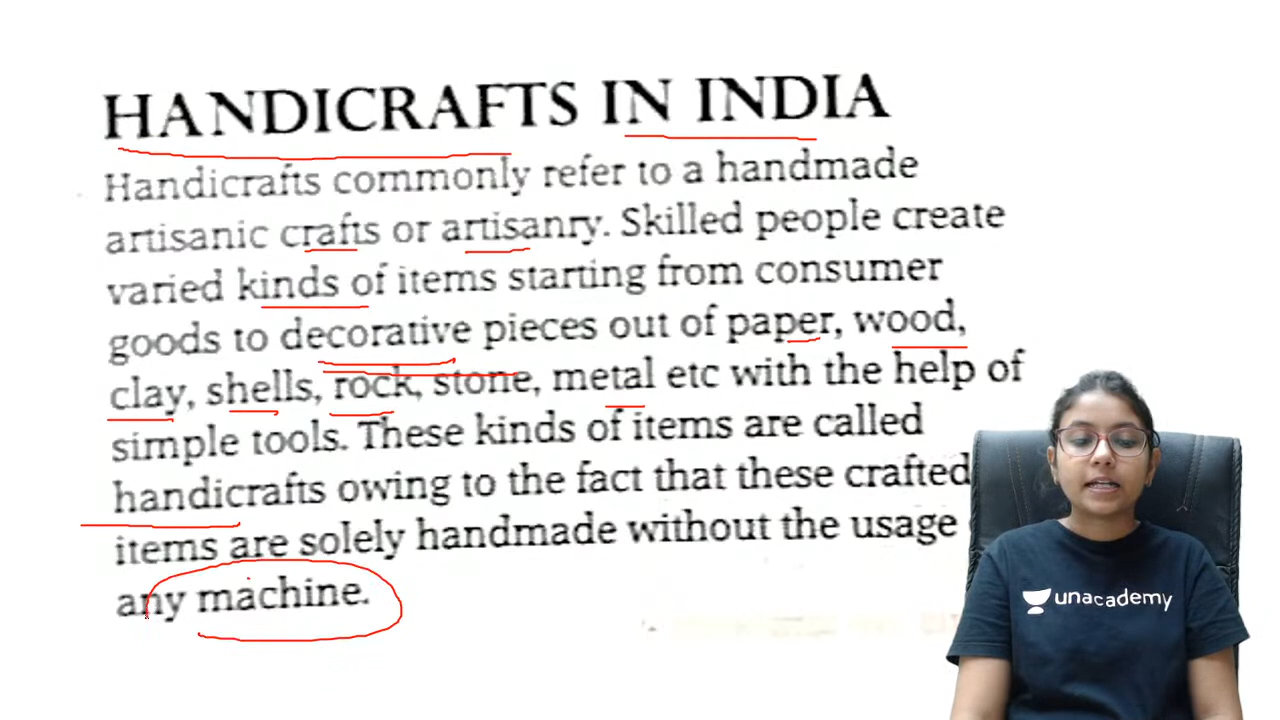 HANDICRAFTS IN INDIA
Handicrafts commonly refer to a handmade
artisanic crafts or artisanry. Skilled people create
varied kinds of items starting from consumer
goods to decorative pieces out of paper, wood,
clay, shells, rock, stone, metal etc with the help of
simple tools. These kinds of items are called
handicrafts owing to the fact that these crafted
items are solely handmade without the usage
any machine.
unacademy